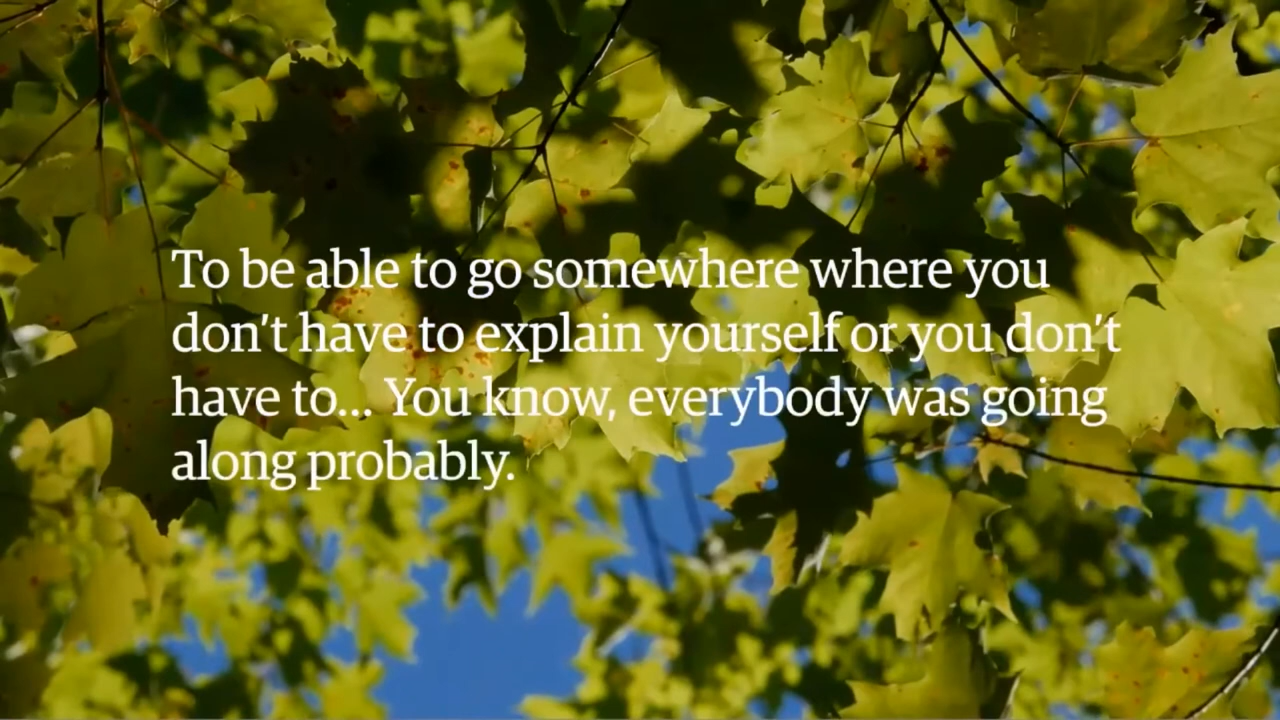 To be able to go somewhere where you
don’t have to explain yourself or you don’t
have to... You know, everybody was going
along probably.